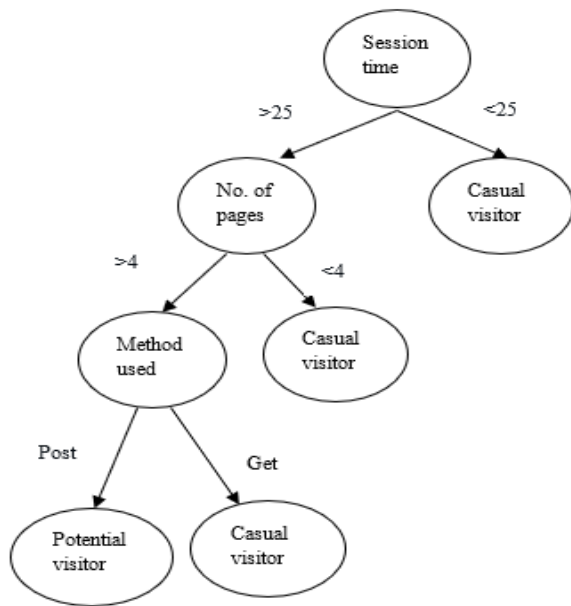 Session
time
>25
<25
No. of
pages
Casual
visitor
>4
<4
Method
used
Casual
visitor
Post
Get
Potential
visitor
Casual
visitor